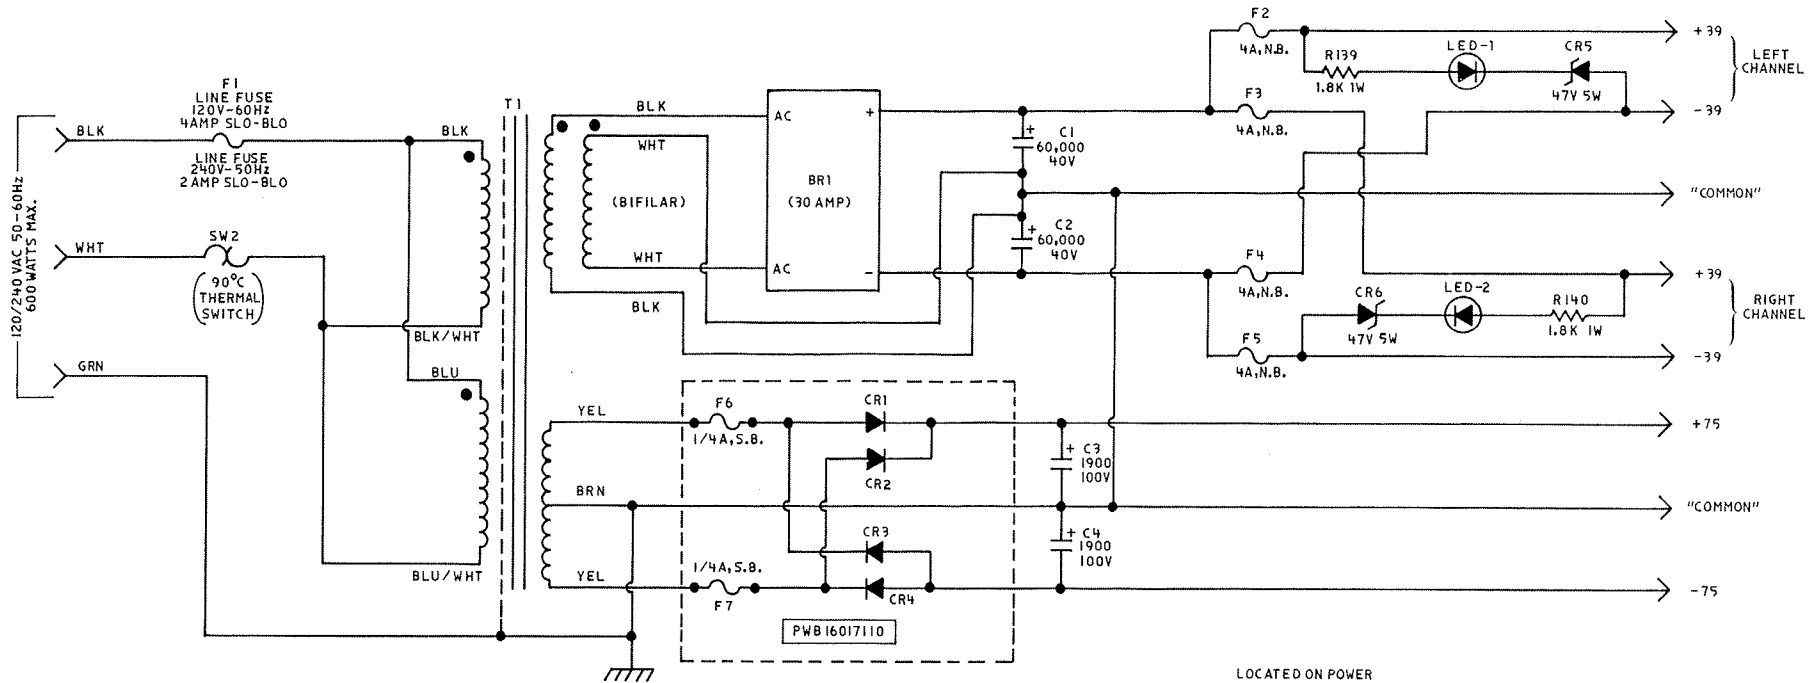 F1
LINE FUSE
120V-60Hz
4AMP SLO-BLO
LINE FUSE
240V-50Hz
2 AMP SLO-BLO
BLK
BLK
120/240 VAC 50-60Hz
600 WATTS MAX.
WHT
SW2
(90°C
THERMAL
SWITCH)
GRN
BLK/WHT
BLU
BLU/WHT
T1
BLK
WHT
(BIFILAR)
WHT
BLK
AC
+
BR1
(30 AMP)
AC
-
+
C1
60,000
40V
+
C2
60,000
40V
F2
4A,N.B.
F3
4A,N.B.
R139
1.8K 1W
LED-1
CR5
47V 5W
+39
LEFT
CHANNEL
-39
"COMMON"
F4
4A,N.B.
F5
4A,N.B.
CR6
47V 5W
LED-2
R140
1.8K 1W
+39
RIGHT
CHANNEL
-39
YEL
F6
1/4A,S.B.
CR1
CR2
+ C3
1900
100V
+75
BRN
"COMMON"
CR3
+ C4
1900
100V
YEL
1/4A,S.B.
F7
CR4
-75
PWB16017110
LOCATED ON POWER